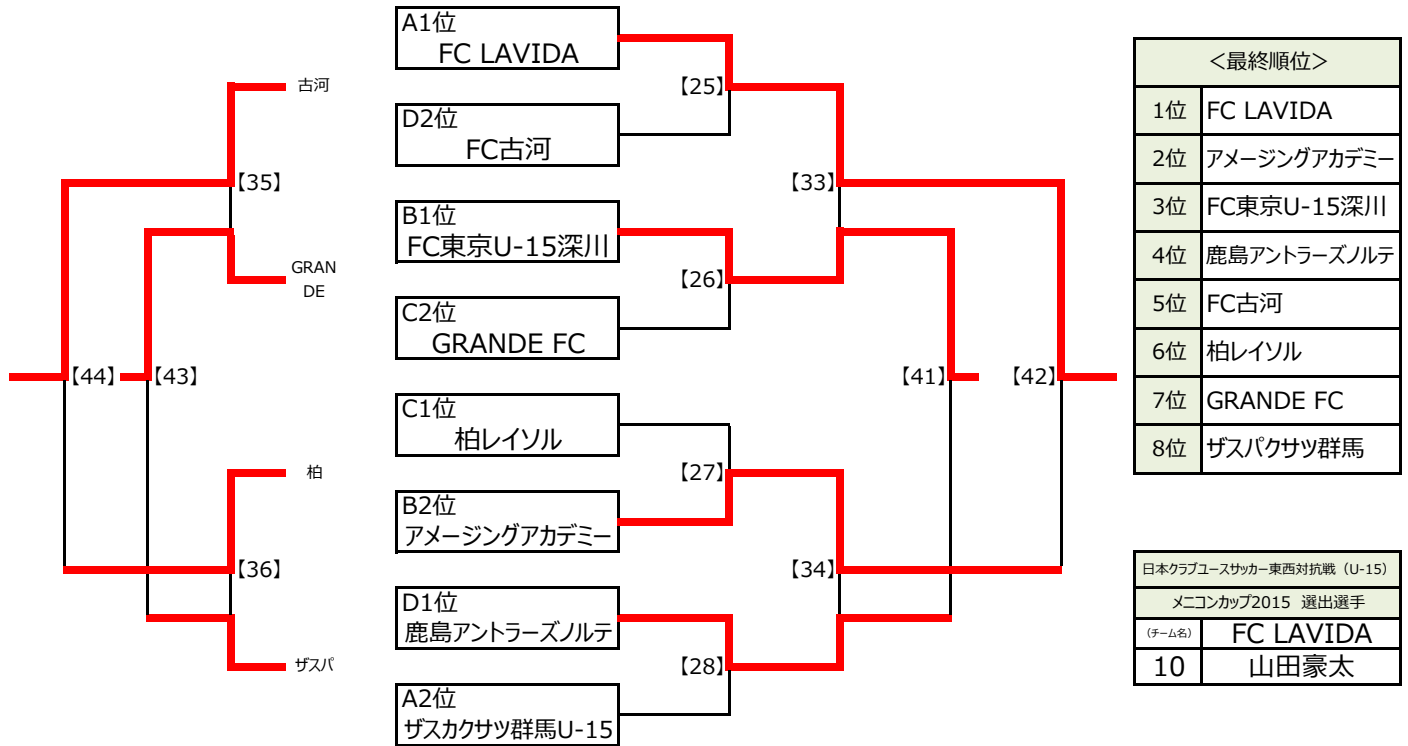 A1位
FC LAVIDA
【25】
D2位
FC古河
【33】
B1位
FC東京U-15深川
【26】
C2位
GRANDE FC
【41】
【42】
C1位
柏レイソル
【27】
B2位
アメージングアカデミー
【34】
D1位
鹿島アントラーズノルテ
【28】
A2位
ザスカクサツ群馬U-15
古河
【35】
GRAN
DE
【44】
【43】
柏
【36】
ザスパ
＜最終順位＞
1位 FC LAVIDA
2位 アメージングアカデミー
3位 FC東京U-15深川
4位 鹿島アントラーズノルテ
5位 FC古河
6位 柏レイソル
7位 GRANDE FC
8位 ザスパクサツ群馬
日本クラブユースサッカー東西対抗戦（U-15）
メニコンカップ2015 選出選手
(チーム名) FC LAVIDA
10 山田豪太